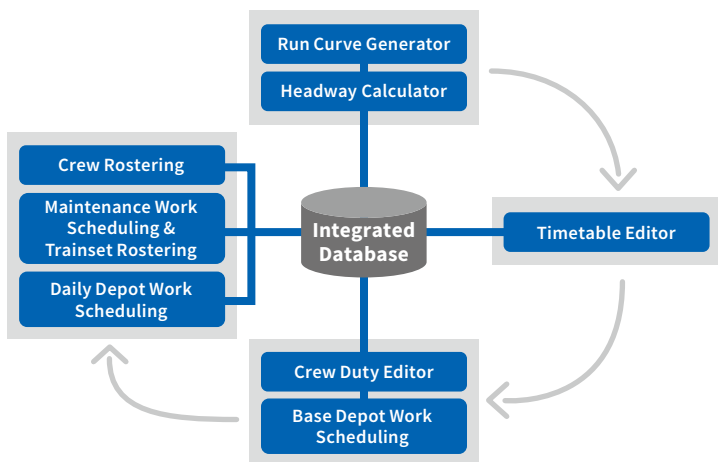 Run Curve Generator
Headway Calculator
Crew Rostering
Maintenance Work
Scheduling &
Trainset Rostering
Daily Depot Work
Scheduling
Integrated
Database
Timetable Editor
Crew Duty Editor
Base Depot Work
Scheduling